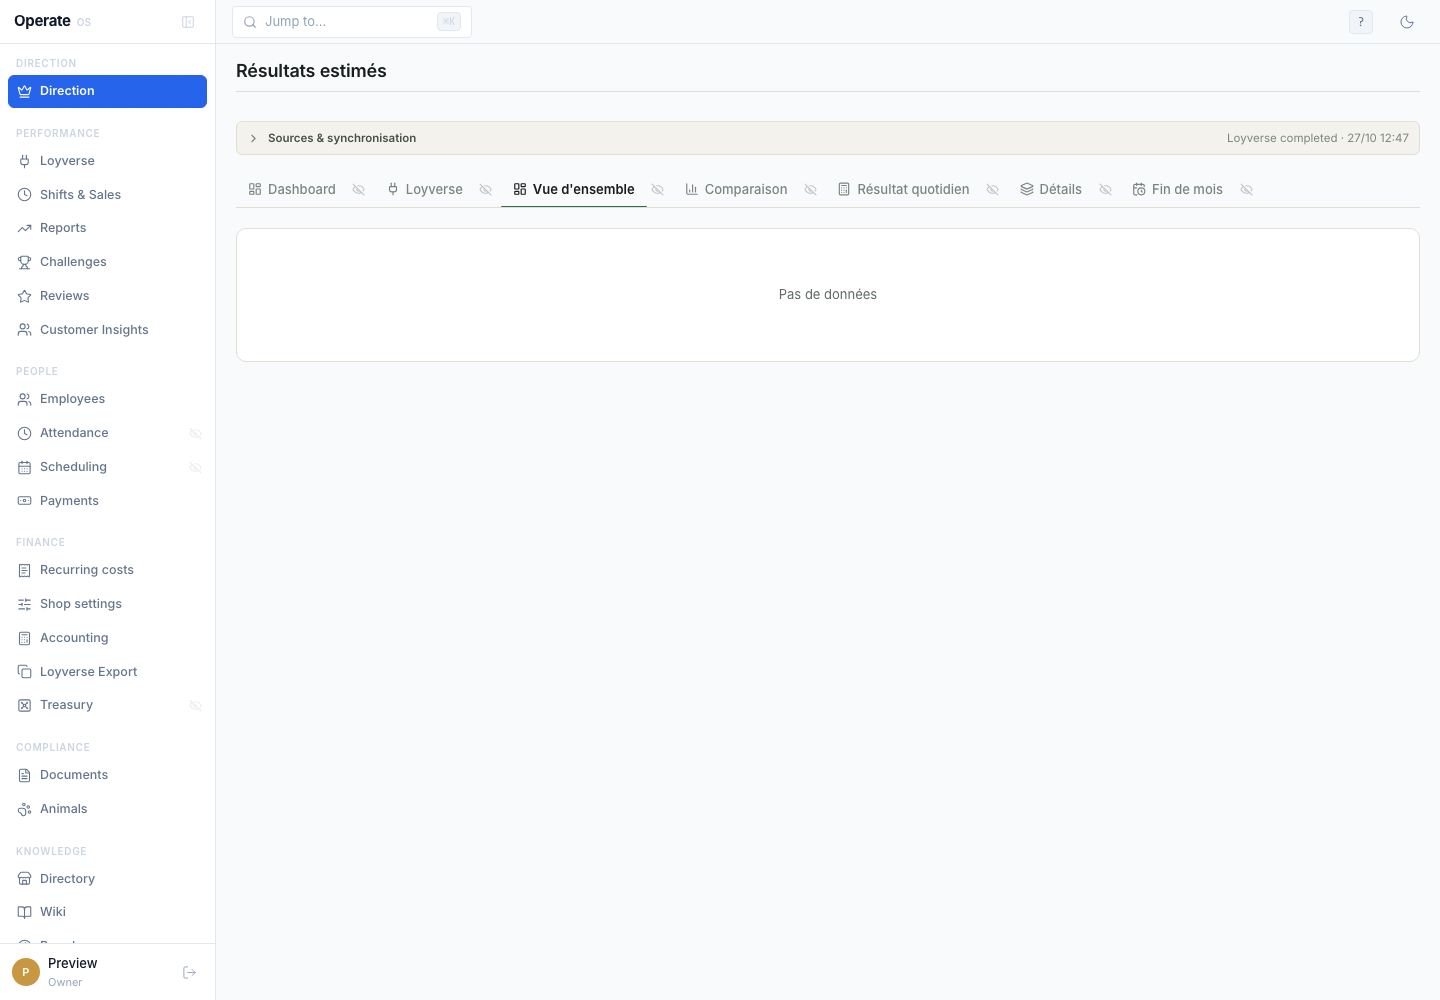 Operate OS
Jump to...
⌘K
?
DIRECTION
Direction
PERFORMANCE
Loyverse
Shifts & Sales
Reports
Challenges
Reviews
Customer Insights
PEOPLE
Employees
Attendance
Scheduling
Payments
FINANCE
Recurring costs
Shop settings
Accounting
Loyverse Export
Treasury
COMPLIANCE
Documents
Animals
KNOWLEDGE
Directory
Wiki
P
Preview
Owner
Résultats estimés
Sources & synchronisation
Loyverse completed · 27/10 12:47
Dashboard
Loyverse
Vue d'ensemble
Comparaison
Résultat quotidien
Détails
Fin de mois
Pas de données